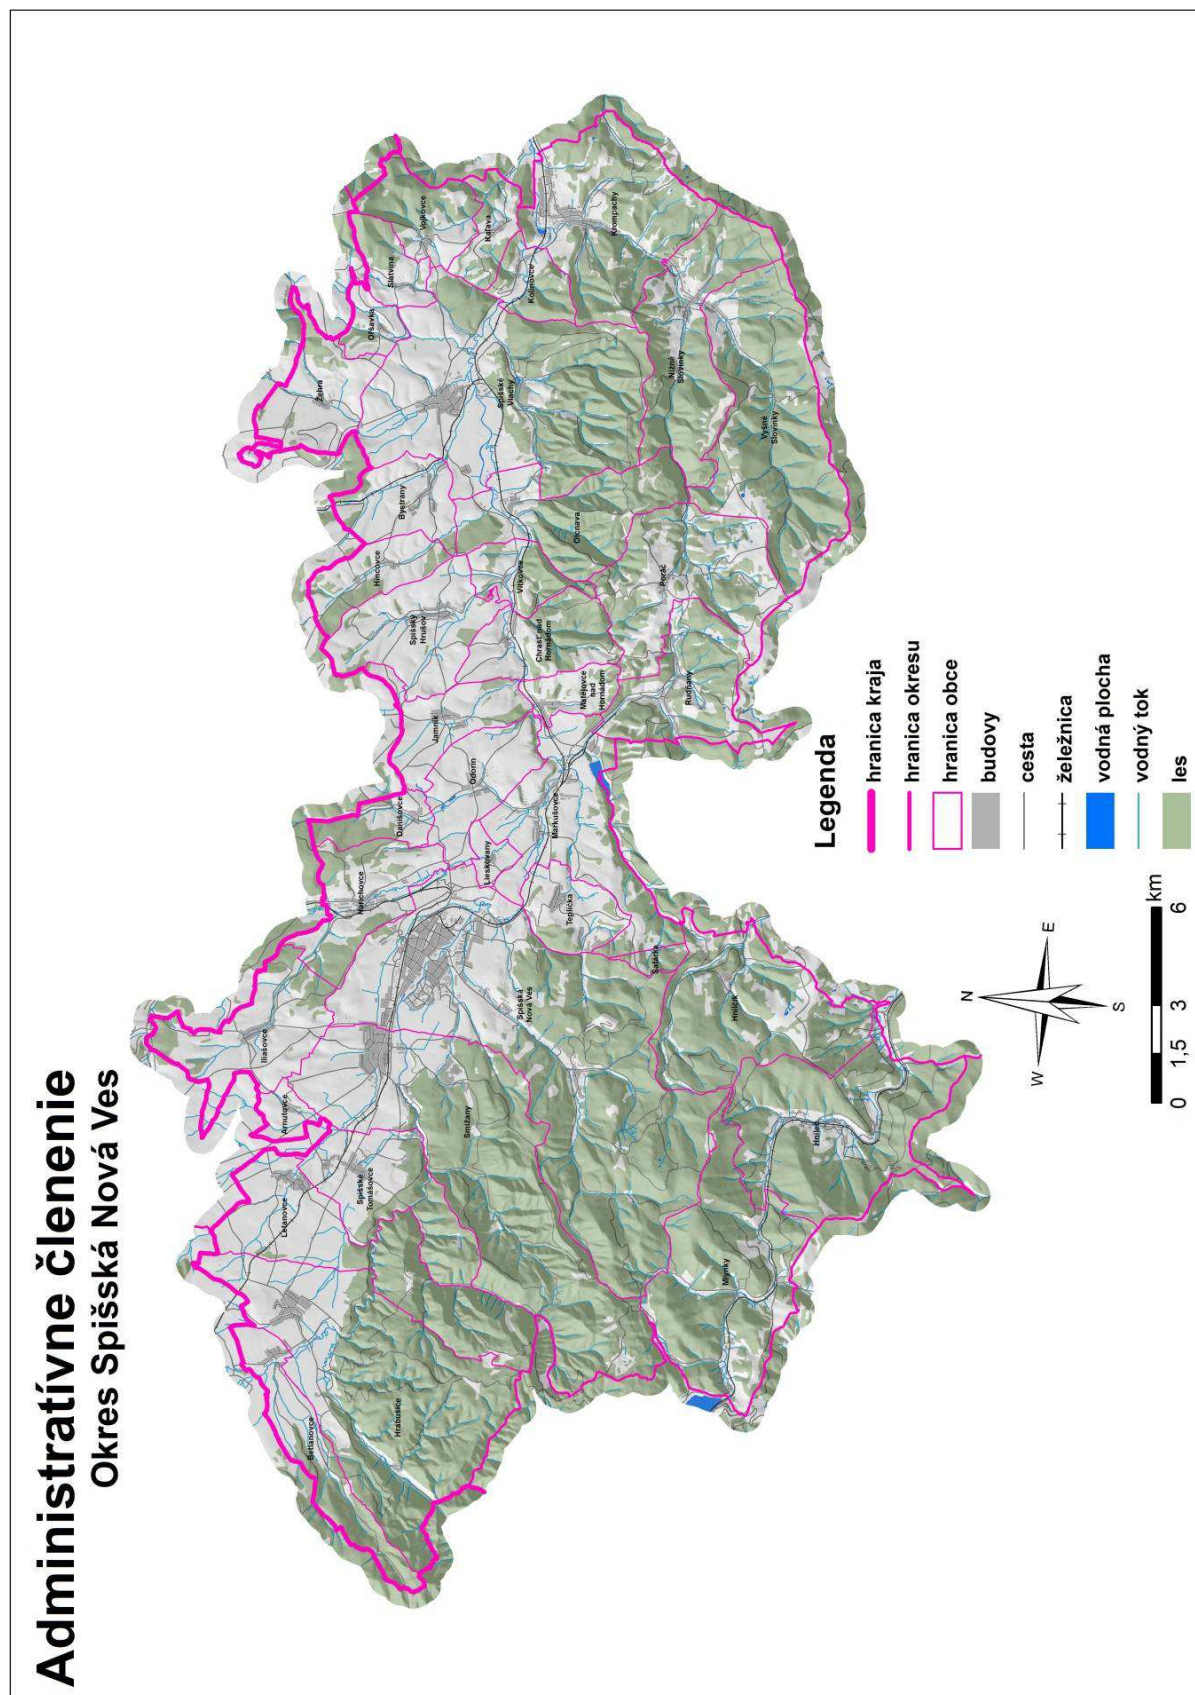 Administratívne členenie
Okres Spišská Nová Ves
Iliašovce
Arnutovce
Letanovce
Betlanovce
Žehra
Harichovce
Spišské
Tomášovce
Oľšavka
Hincovce
Slatvina
Hrabušice
Danišovce
Bystrany
Spišský
Hrušov
Vojkovce
Jamník
Smižany
Odorín
Kaľava
Lieskovany
Spišské
Vlachy
Vítkovce
Spišská
Nová Ves
Kolinovce
Chrasť nad
Hornádom
Markušovce
Teplička
Olcnava
Matejovce
nad
Hornádom
Krompachy
Šafárka
Poráč
Nižné
Slovinky
Rudňany
Mlynky
Hnilčík
Vyšné
Slovinky
Hnilec
N
W
E
S
0 1,5 3 6
km
Legenda
hranica kraja
hranica okresu
hranica obce
budovy
cesta
železnica
vodná plocha
vodný tok
les